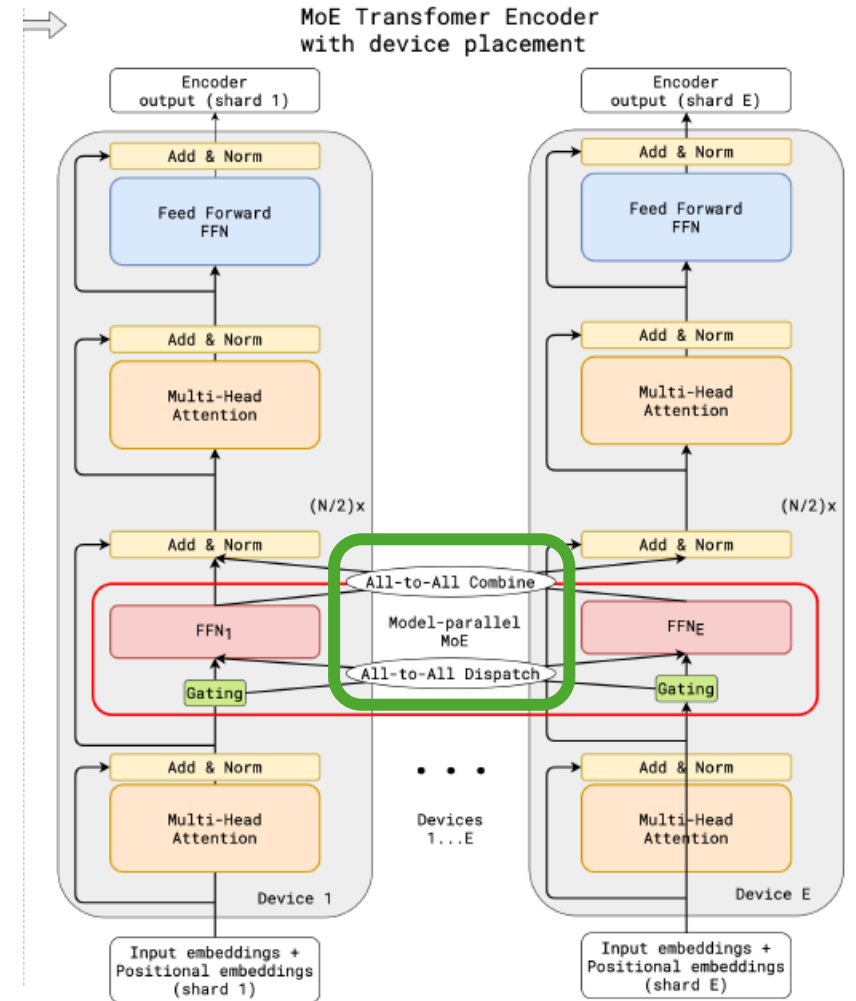 MoE Transfomer Encoder
with device placement
Encoder
output (shard 1)
Add & Norm
Feed Forward
FFN
Add & Norm
Multi-Head
Attention
(N/2)x
Add & Norm
FFN1
Gating
Add & Norm
Multi-Head
Attention
Device 1
Input embeddings +
Positional embeddings
(shard 1)
All-to-All Combine
Model-parallel
MoE
All-to-All Dispatch
• • •
Devices
1...E
Encoder
output (shard E)
Add & Norm
Feed Forward
FFN
Add & Norm
Multi-Head
Attention
(N/2)x
Add & Norm
FFNE
Gating
Add & Norm
Multi-Head
Attention
Device E
Input embeddings +
Positional embeddings
(shard E)